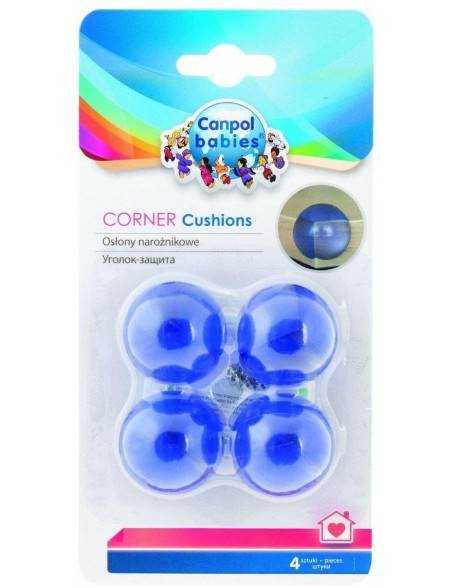 Canpol
babies
CORNER Cushions
Osłony narożnikowe
Уголок-защита
4 sztuki – pieces
штуки